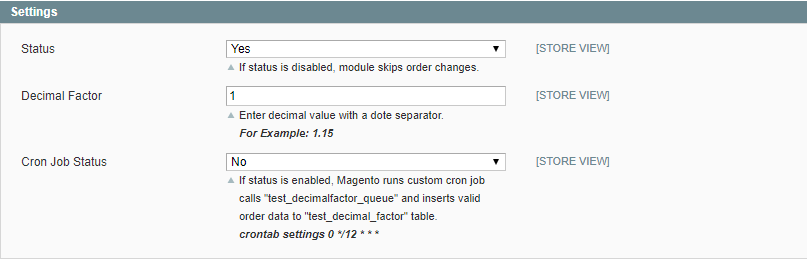 Settings
Status Yes [STORE VIEW]
If status is disabled, module skips order changes.
Decimal Factor 1 [STORE VIEW]
Enter decimal value with a dote separator.
For Example: 1.15
Cron Job Status No [STORE VIEW]
If status is enabled, Magento runs custom cron job
calls "test_decimalfactor_queue" and inserts valid
order data to "test_decimal_factor" table.
crontab settings 0 */12 * * *